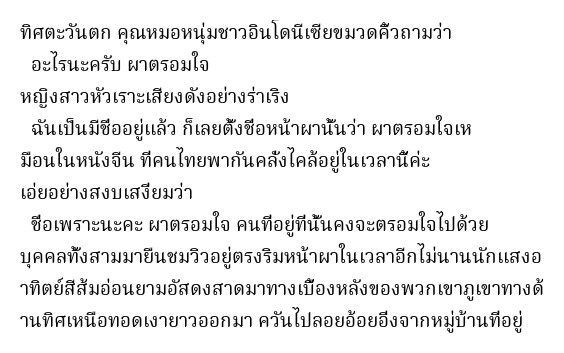 ทิศตะวันตก คุณหมอหนุ่มชาวอินโดนีเซียขมวดคิ้วถามว่า
อะไรนะครับ ผาตรอมใจ
หญิงสาวหัวเราะเสียงดังอย่างร่าเริง
ฉันเป็นมีชื่ออยู่แล้ว ก็เลยตั้งชื่อหน้าผานั้นว่า ผาตรอมใจเห
มือนในหนังจีน ที่คนไทยพากันคลั่งไคล้อยู่ในเวลานี้ค่ะ
เอ่ยอย่างสงบเสงี่ยมว่า
ชื่อเพราะนะคะ ผาตรอมใจ คนที่อยู่ที่นั้นคงจะตรอมใจไปด้วย
บุคคลทั้งสามมายืนชมวิวอยู่ตรงริมหน้าผาในเวลาอีกไม่นานนักแสงอ
าทิตย์สีส้มอ่อนยามอัสดงสาดมาทางเบื้องหลังของพวกเขาภูเขาทางด้
านทิศเหนือทอดเงายาวออกมา ควันไปลอยอ้อยอิ่งจากหมู่บ้านที่อยู่